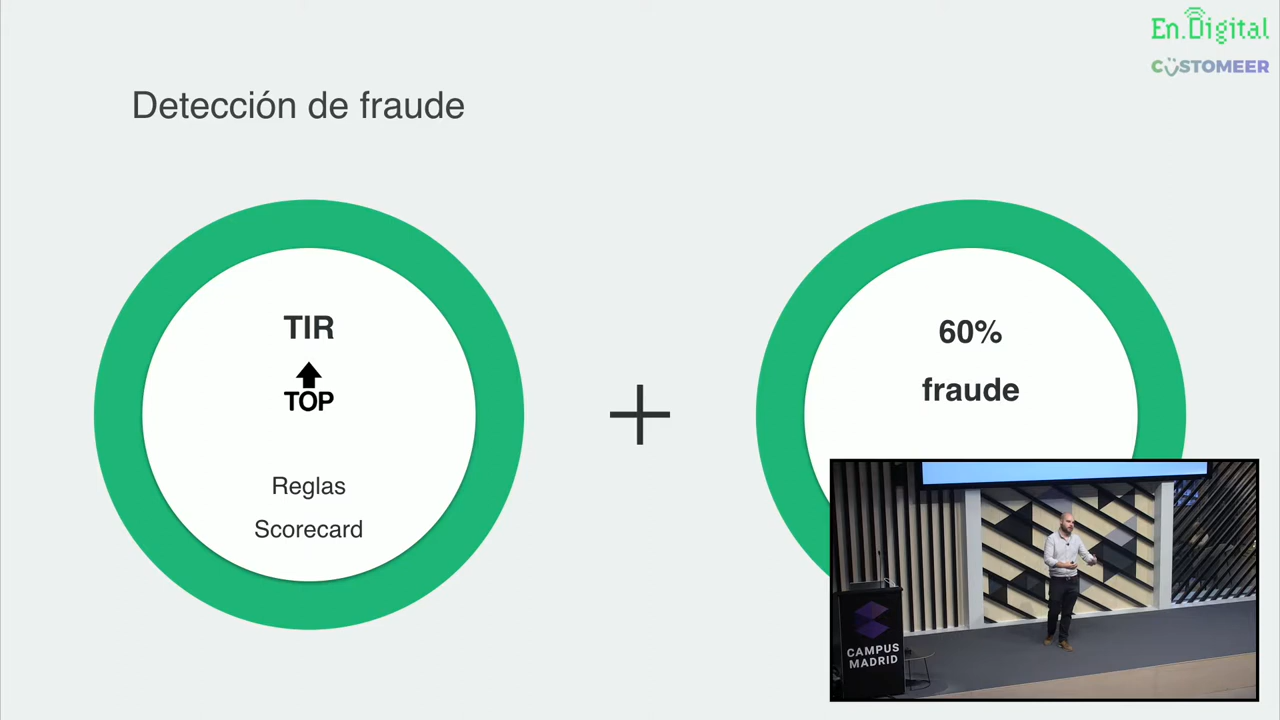 En.Digital
CUSTOMEER
Detección de fraude
TIR
TOP
Reglas
Scorecard
+
60%
fraude
CAMPUS
MADRID